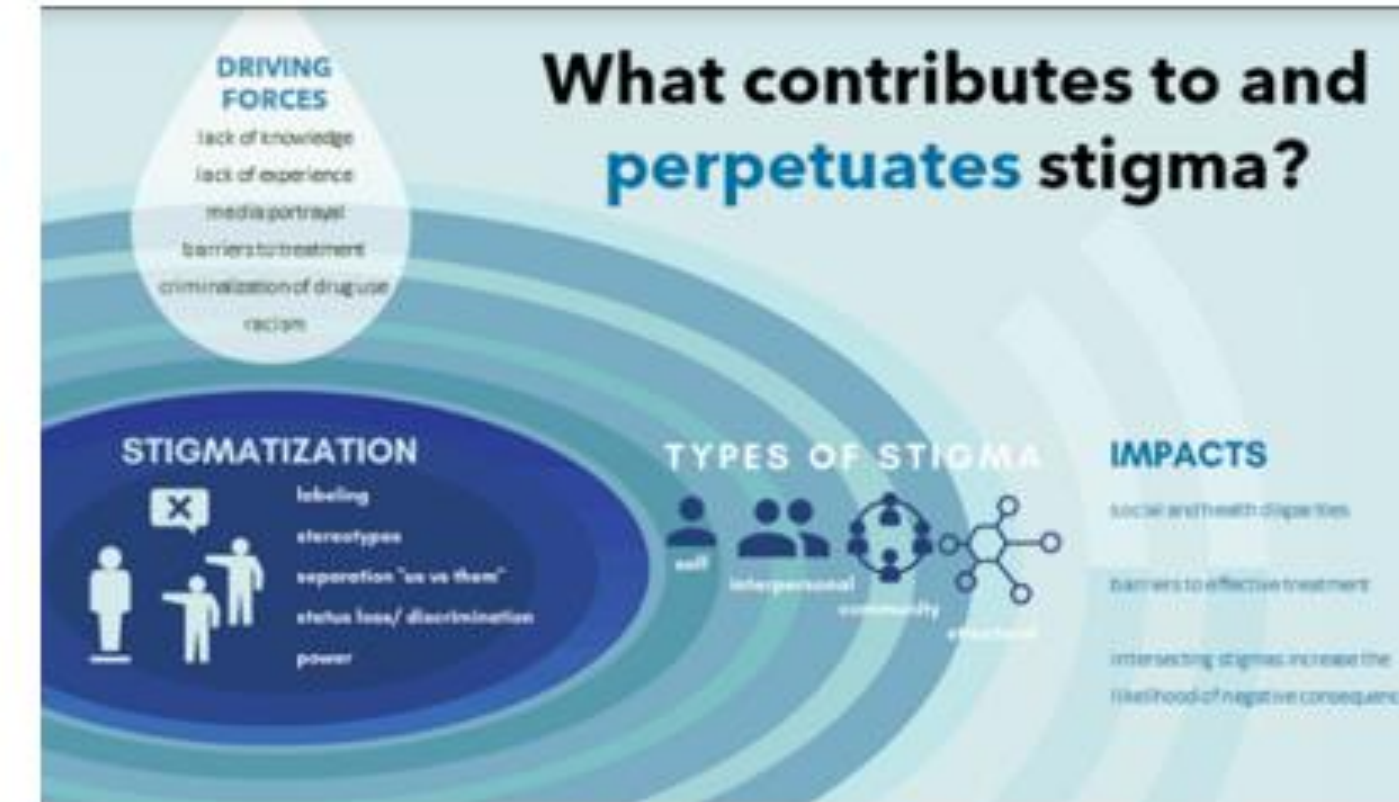 What contributes to and
perpetuates stigma?
DRIVING
FORCES
lack of knowledge
lack of experience
media portrayal
barriers to treatment
criminalization of drug use
racism
STIGMATIZATION
labeling
stereotypes
separation "us vs them"
status loss/ discrimination
power
TYPES OF STIGMA
self
interpersonal
community
structural
IMPACTS
social and health disparities
barriers to effective treatment
intersecting stigmas increase the
likelihood of negative